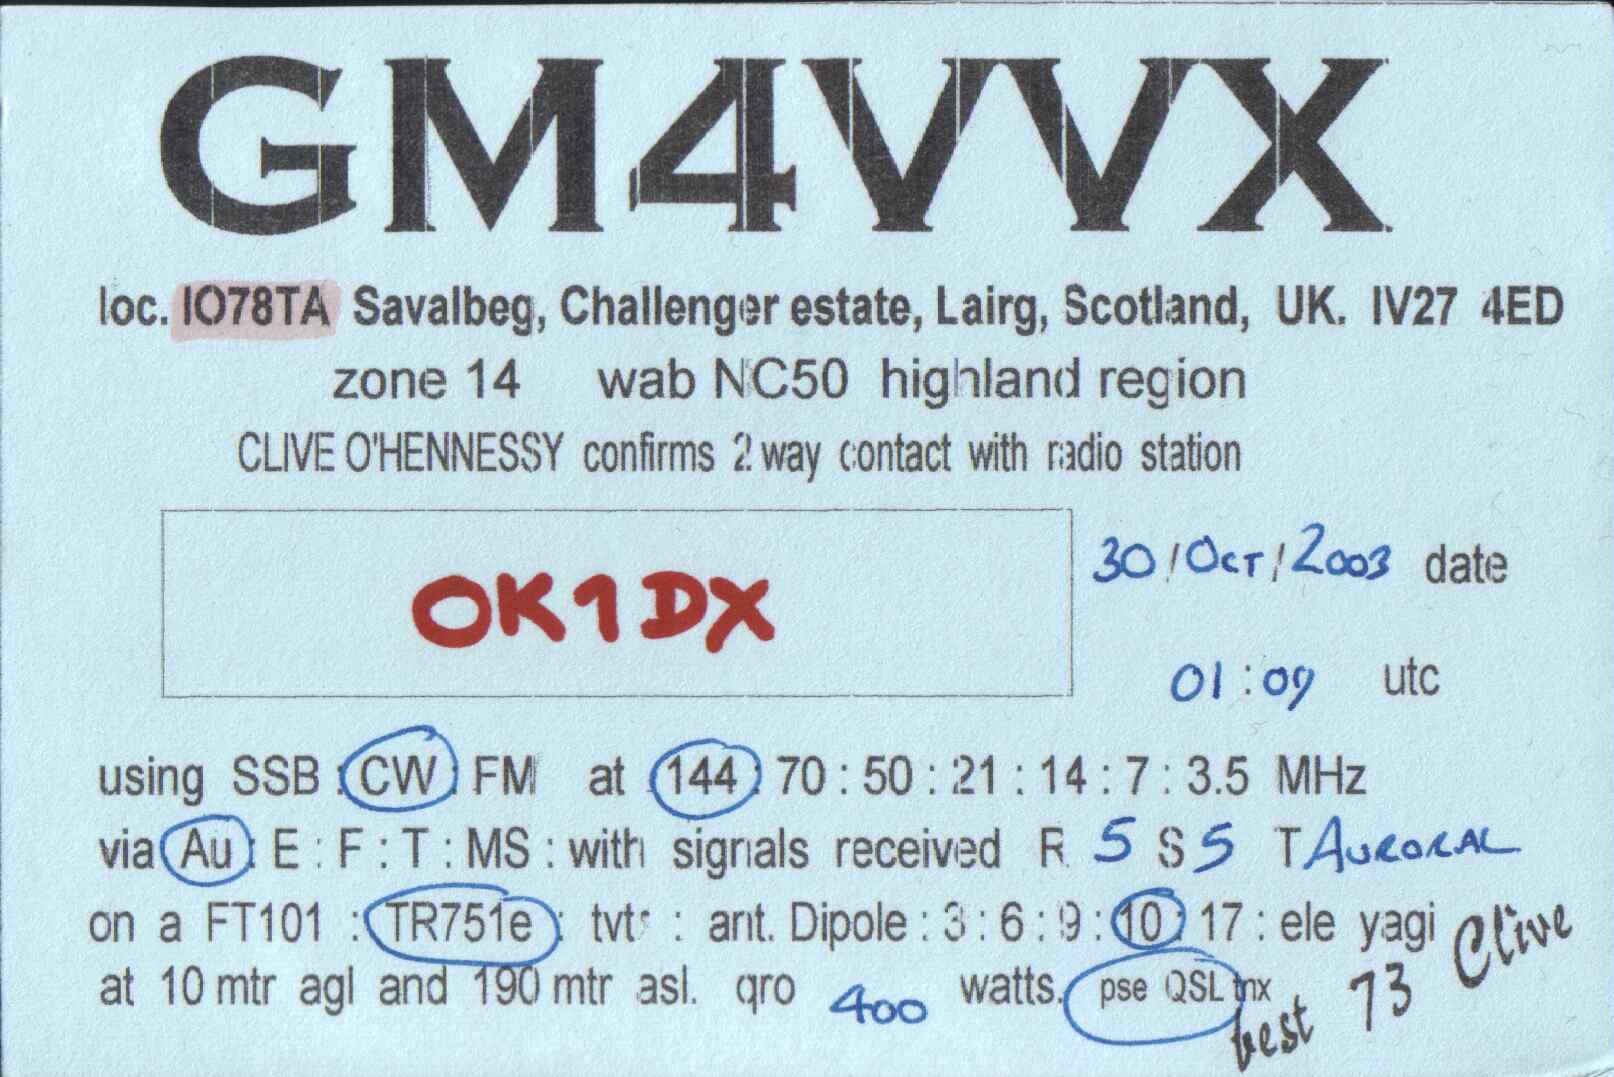 GM4VVX
loc. IO78TA Savalbeg, Challenger estate, Lairg, Scotland, UK. IV27 4ED
zone 14 wab NC50 highland region
CLIVE O'HENNESSY confirms 2 way contact with radio station
OK1DX
30/Oct/2003 date
01:09 utc
using SSB : CW : FM at 144 : 70 : 50 : 21 : 14 : 7 : 3.5 MHz
via Au : E : F : T : MS : with signals received R 5 S 5 T AURORAL
on a FT101 : TR751e : tvts : ant. Dipole : 3 : 6 : 9 : 10 : 17 : ele yagi
at 10 mtr agl and 190 mtr asl. qro 400 watts. pse QSL tnx
best 73 Clive